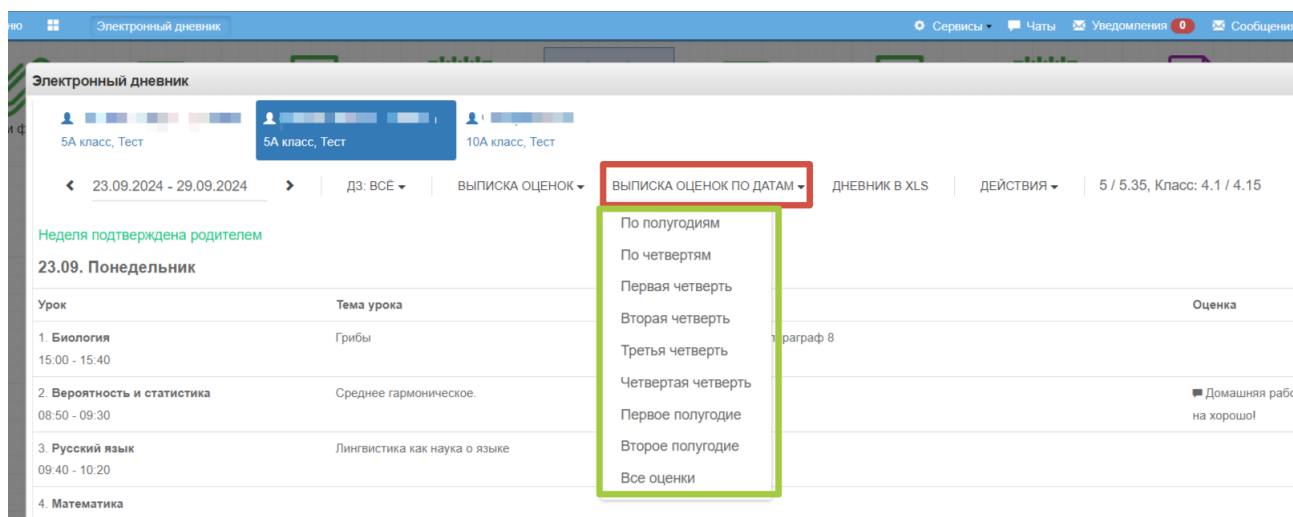 ню Электронный дневник Сервисы Чаты Уведомления 0 Сообщения
Электронный дневник
5А класс, Тест 5А класс, Тест 10А класс, Тест
23.09.2024 - 29.09.2024 ДЗ: ВСЁ ВЫПИСКА ОЦЕНОК ВЫПИСКА ОЦЕНОК ПО ДАТАМ ДНЕВНИК В XLS ДЕЙСТВИЯ 5 / 5.35, Класс: 4.1 / 4.15
Неделя подтверждена родителем
23.09. Понедельник
Урок Тема урока Оценка
1. Биология Грибы параграф 8
15:00 - 15:40
2. Вероятность и статистика Среднее гармоническое. Домашняя рабо
08:50 - 09:30 на хорошо!
3. Русский язык Лингвистика как наука о языке
09:40 - 10:20
4. Математика
По полугодиям
По четвертям
Первая четверть
Вторая четверть
Третья четверть
Четвертая четверть
Первое полугодие
Второе полугодие
Все оценки